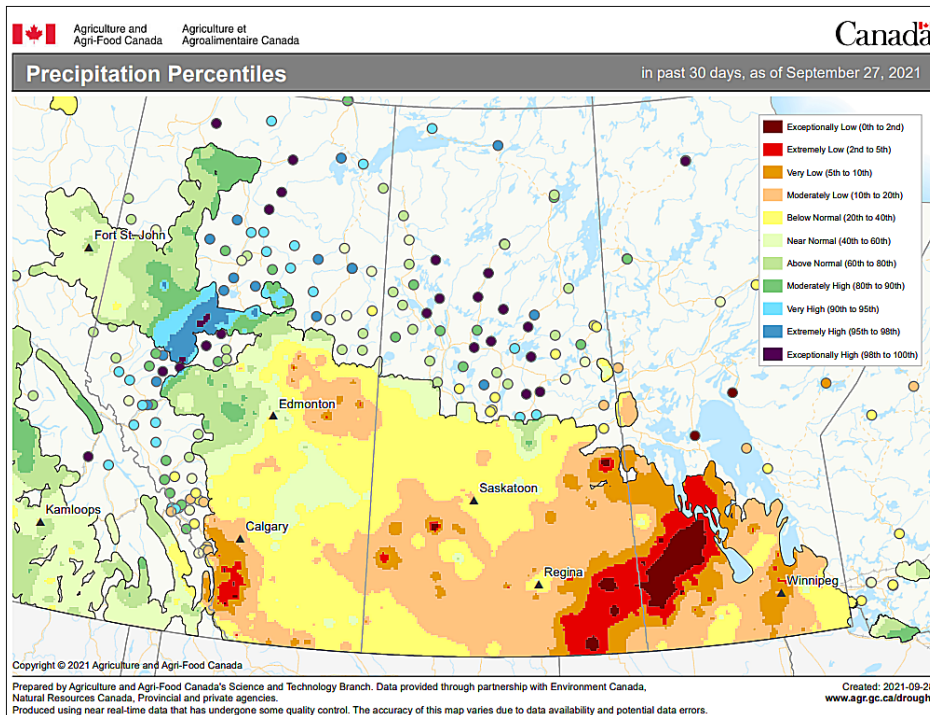 Agriculture and Agriculture et
Agri-Food Canada Agroalimentaire Canada
Canada
Precipitation Percentiles
in past 30 days, as of September 27, 2021
Exceptionally Low (0th to 2nd)
Extremely Low (2nd to 5th)
Very Low (5th to 10th)
Moderately Low (10th to 20th)
Below Normal (20th to 40th)
Near Normal (40th to 60th)
Above Normal (60th to 80th)
Moderately High (80th to 90th)
Very High (90th to 95th)
Extremely High (95th to 98th)
Exceptionally High (98th to 100th)
Fort St. John
Edmonton
Saskatoon
Kamloops
Calgary
Regina
Winnipeg
Copyright © 2021 Agriculture and Agri-Food Canada
Prepared by Agriculture and Agri-Food Canada's Science and Technology Branch. Data provided through partnership with Environment Canada,
Natural Resources Canada, Provincial and private agencies.
Produced using near real-time data that has undergone some quality control. The accuracy of this map varies due to data availability and potential data errors.
Created: 2021-09-28
www.agr.gc.ca/drough